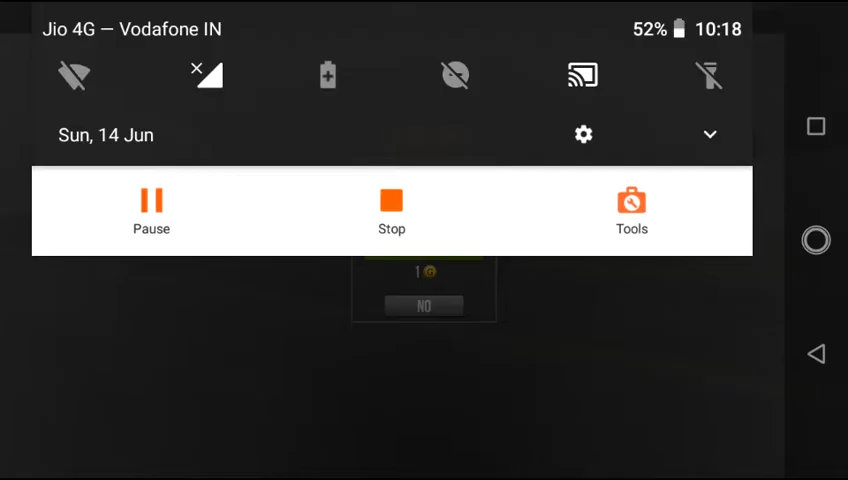 Jio 4G — Vodafone IN 52% 10:18
Sun, 14 Jun
Pause Stop Tools
1 G
NO